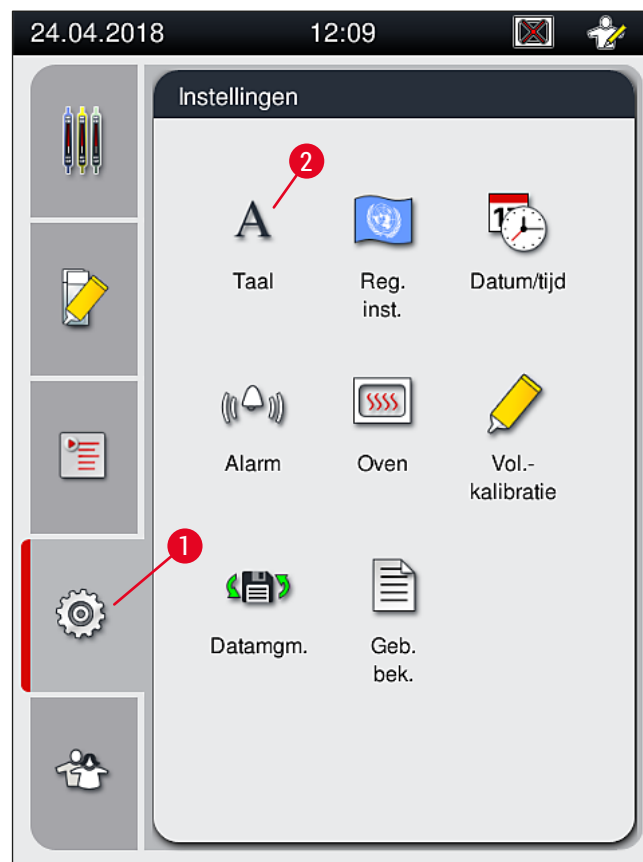 24.04.2018 12:09
Instellingen
2
A
17
Taal Reg. inst. Datum/tijd
Alarm Oven Vol.-kalibratie
1
Datamgm. Geb. bek.